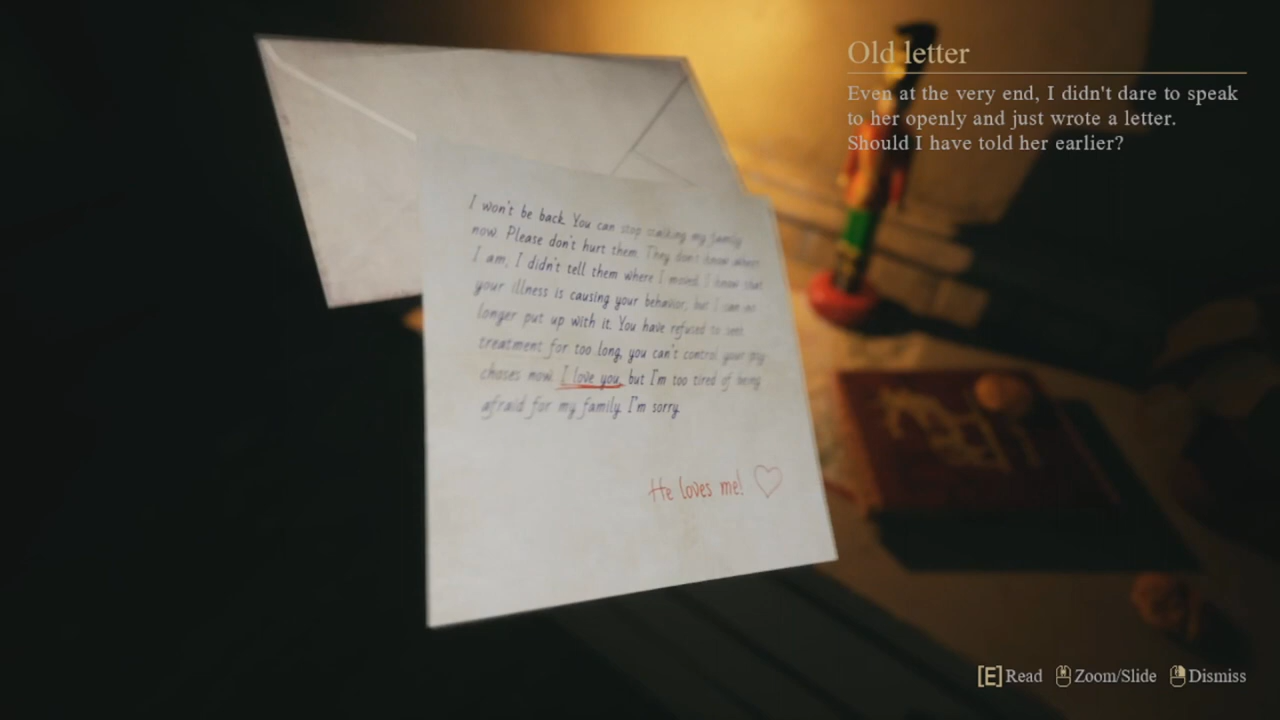 Old letter
Even at the very end, I didn't dare to speak
to her openly and just wrote a letter.
Should I have told her earlier?
I won't be back. You can stop stalking my family
now. Please don't hurt them. They don't know where
I am, I didn't tell them where I moved. I know that
your illness is causing your behavior, but I can no
longer put up with it. You have refused to seek
treatment for too long, you can't control your psy
choses now. I love you, but I'm too tired of being
afraid for my family. I'm sorry.
He loves me!
[E] Read Zoom/Slide Dismiss